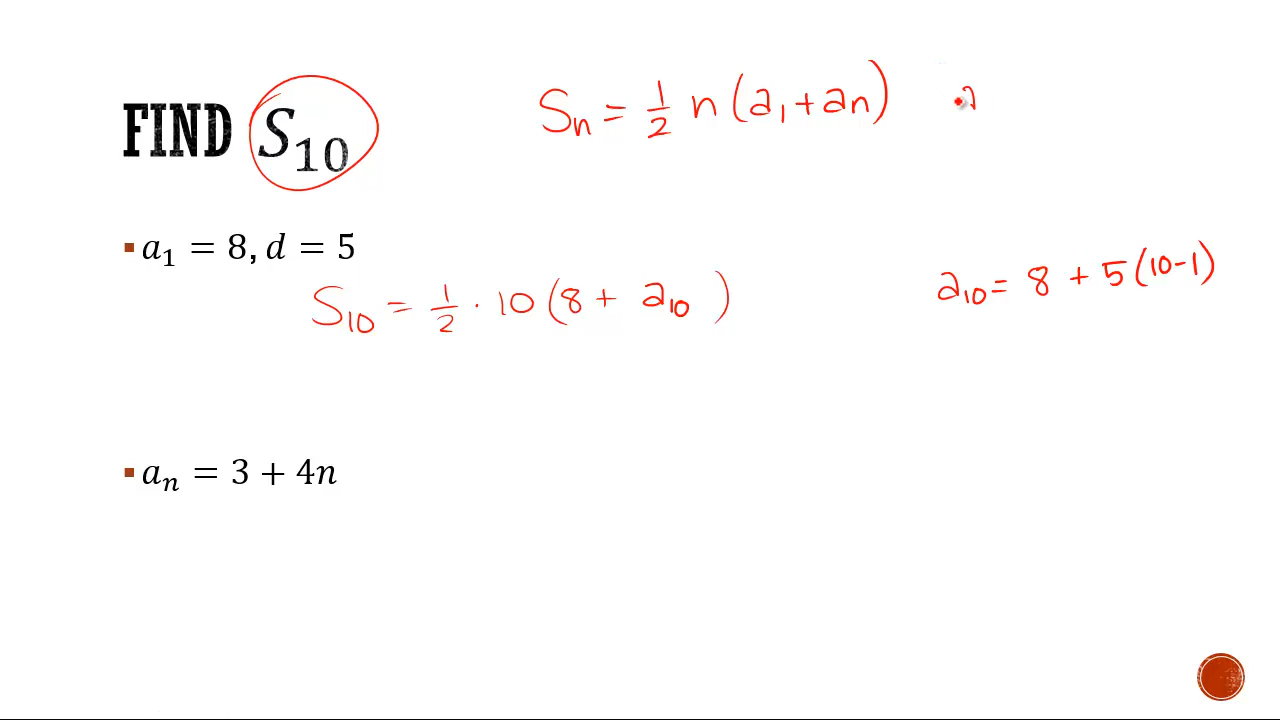 FIND S₁₀
Sₙ = 1/2 n (a₁ + aₙ) a
▪ a₁ = 8, d = 5
S₁₀ = 1/2 · 10 (8 + a₁₀ )
a₁₀ = 8 + 5 (10 - 1)
▪ aₙ = 3 + 4n